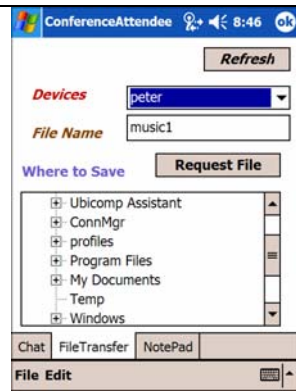 ConferenceAttendee 8:46 ok
Refresh
Devices peter
File Name music1
Where to Save Request File
Ubicomp Assistant
ConnMgr
profiles
Program Files
My Documents
Temp
Windows
Chat FileTransfer NotePad
File Edit